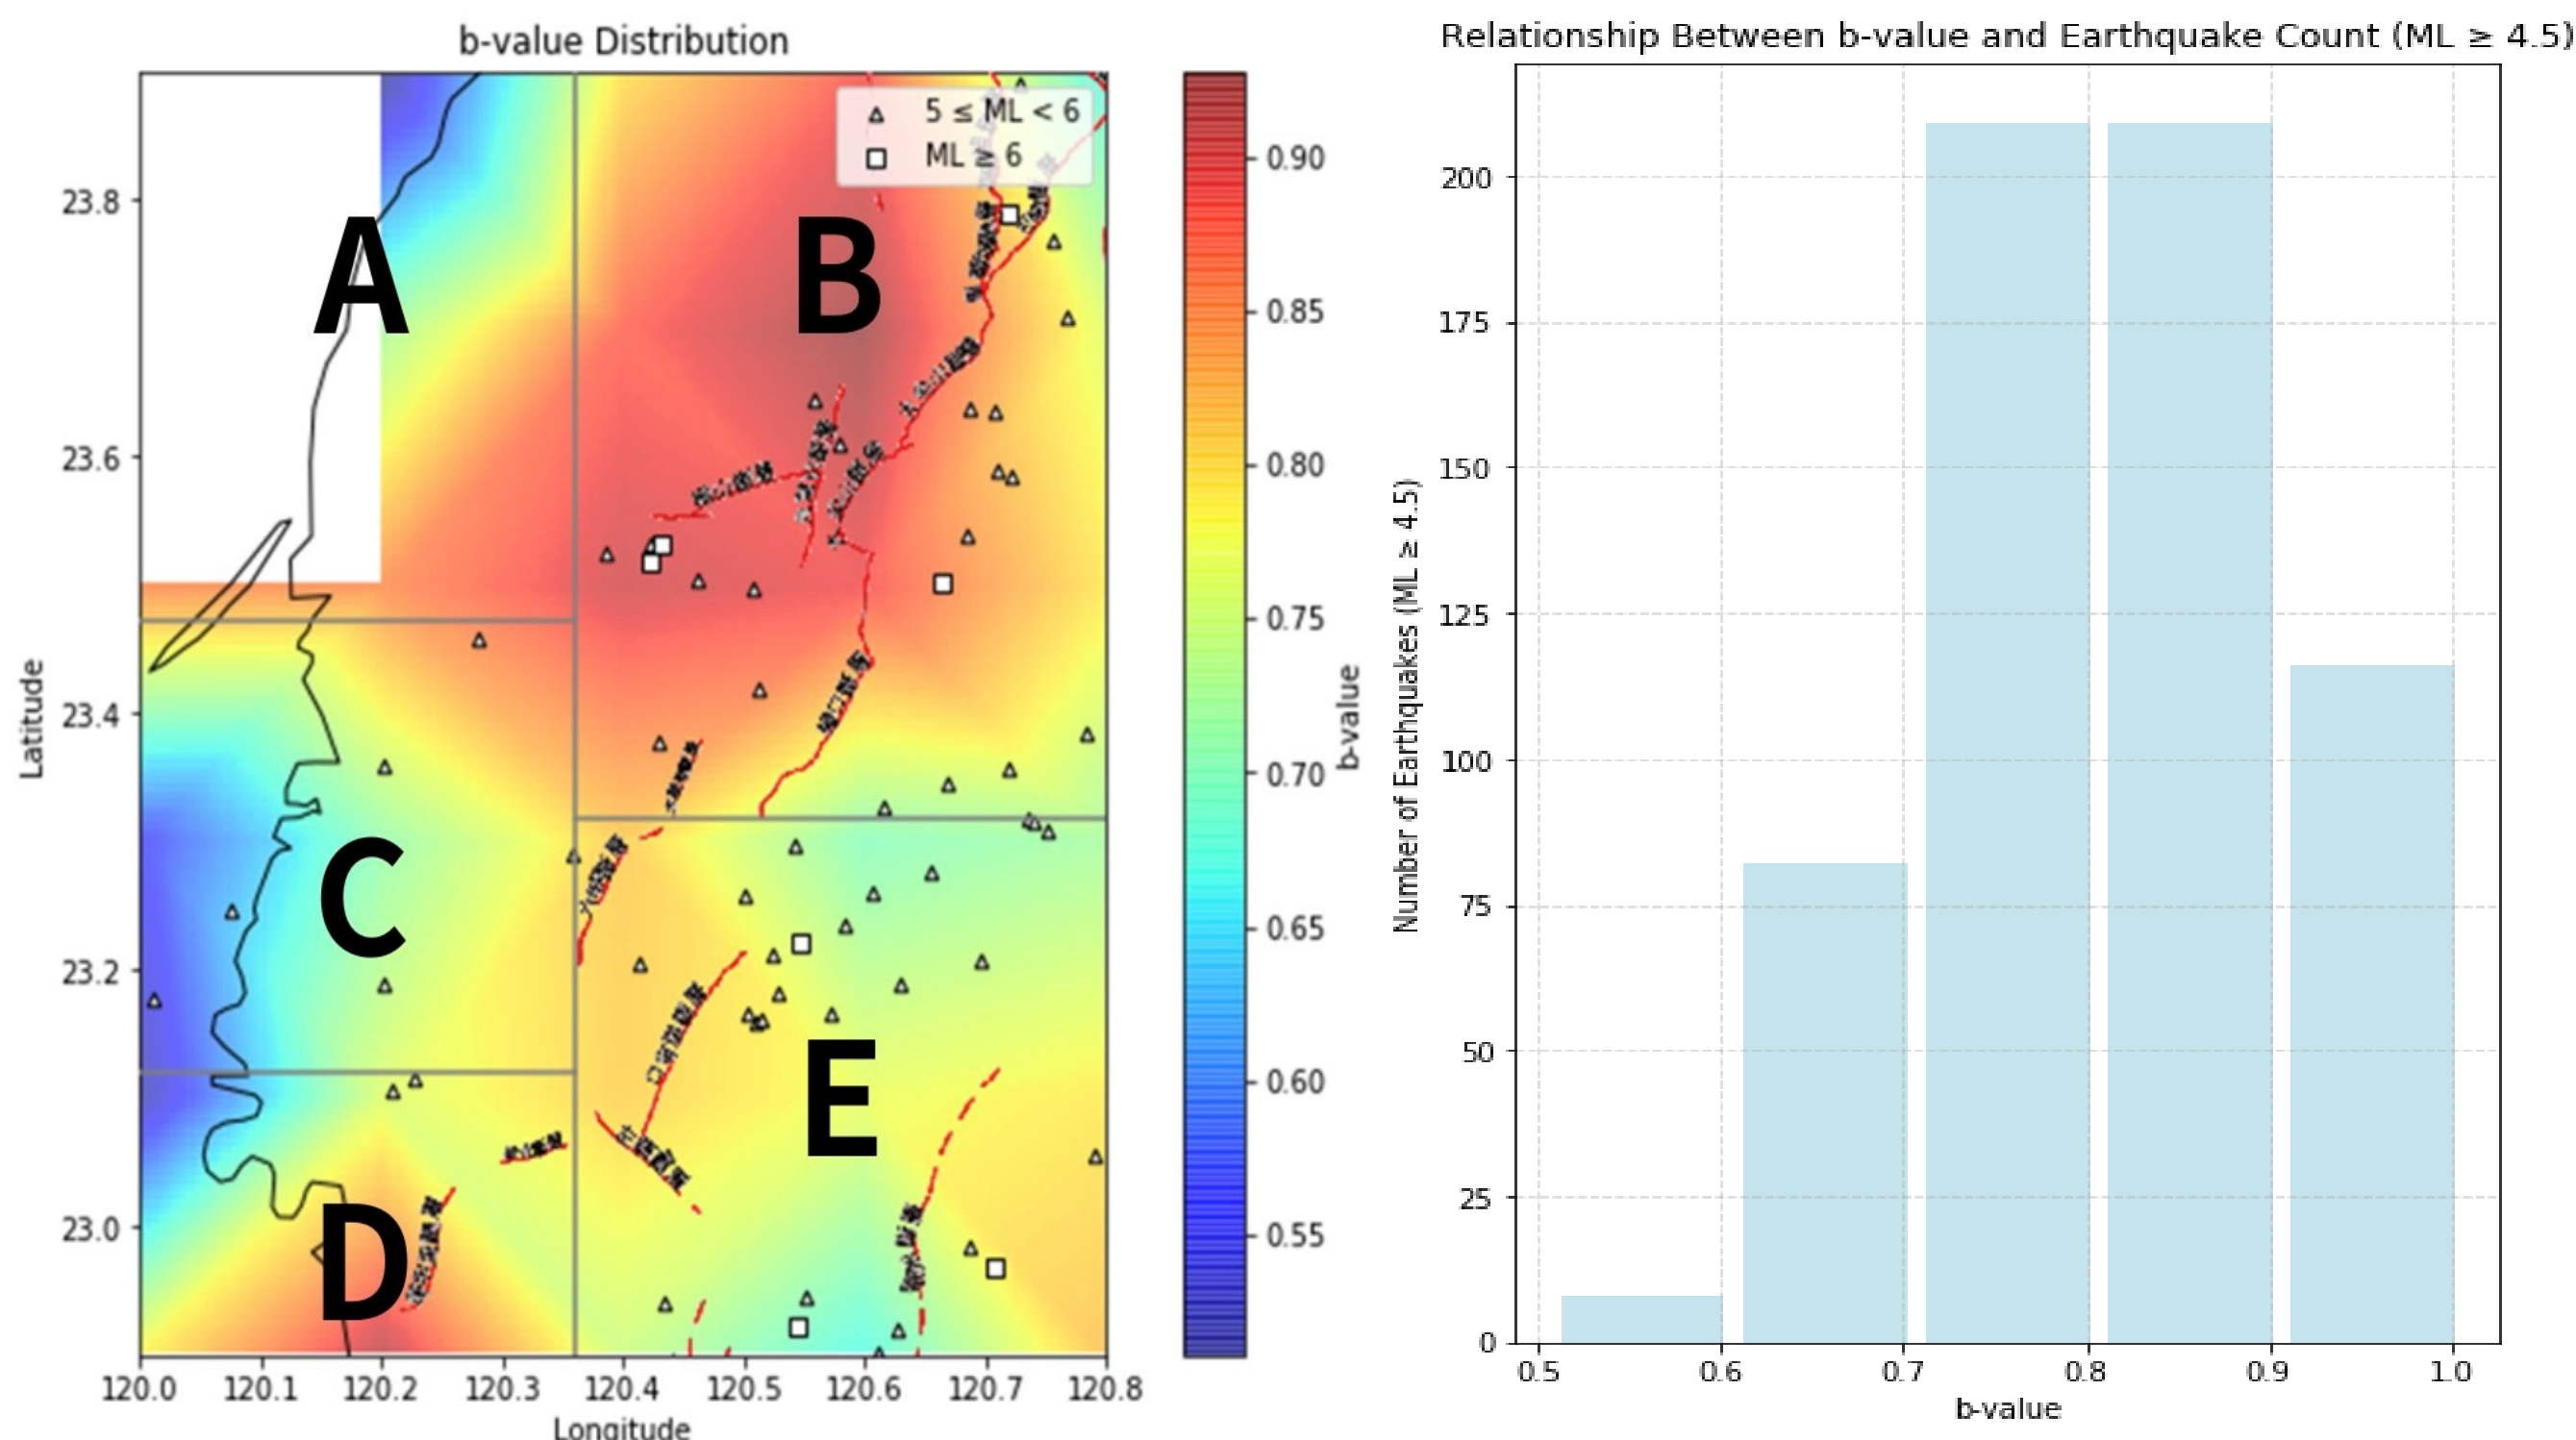 b-value Distribution
5 ≤ ML < 6
ML ≥ 6
A
B
C
D
E
Latitude
23.8
23.6
23.4
23.2
23.0
120.0 120.1 120.2 120.3 120.4 120.5 120.6 120.7 120.8
Longitude
0.90
0.85
0.80
0.75
0.70
0.65
0.60
0.55
b-value
Relationship Between b-value and Earthquake Count (ML ≥ 4.5)
Number of Earthquakes (ML ≥ 4.5)
200
175
150
125
100
75
50
25
0
0.5 0.6 0.7 0.8 0.9 1.0
b-value